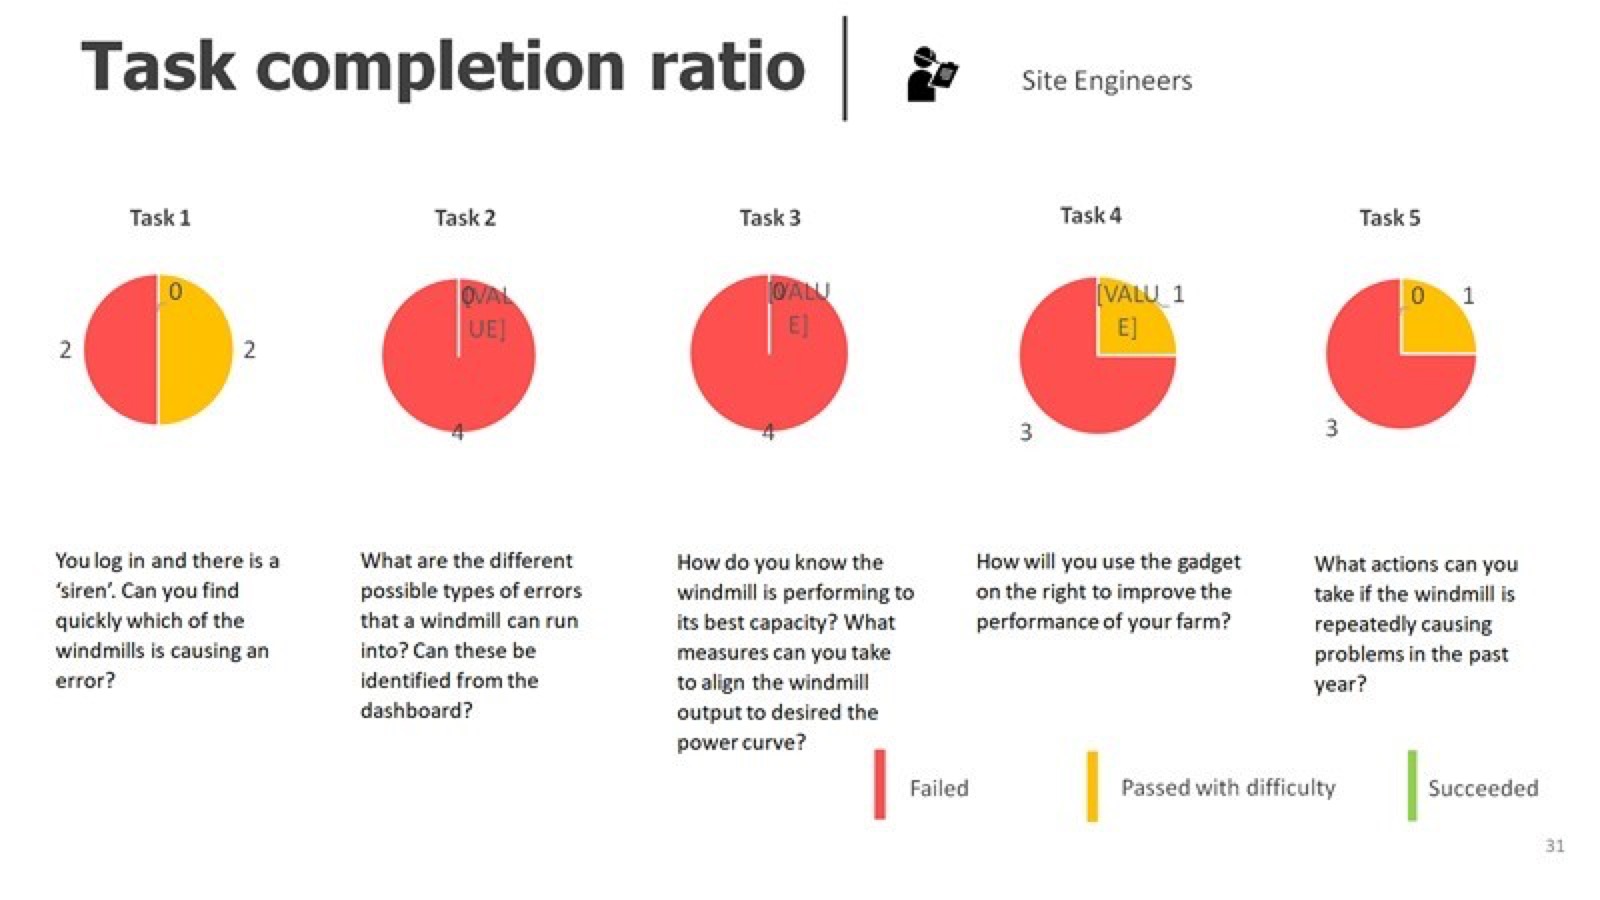 Task completion ratio
Site Engineers
Task 1
Task 2
Task 3
Task 4
Task 5
0
2
2
0
[VAL
UE]
4
0
[VALU
E]
4
[VALU
E]
1
3
0
1
3
You log in and there is a
‘siren’. Can you find
quickly which of the
windmills is causing an
error?
What are the different
possible types of errors
that a windmill can run
into? Can these be
identified from the
dashboard?
How do you know the
windmill is performing to
its best capacity? What
measures can you take
to align the windmill
output to desired the
power curve?
How will you use the gadget
on the right to improve the
performance of your farm?
What actions can you
take if the windmill is
repeatedly causing
problems in the past
year?
Failed
Passed with difficulty
Succeeded
31